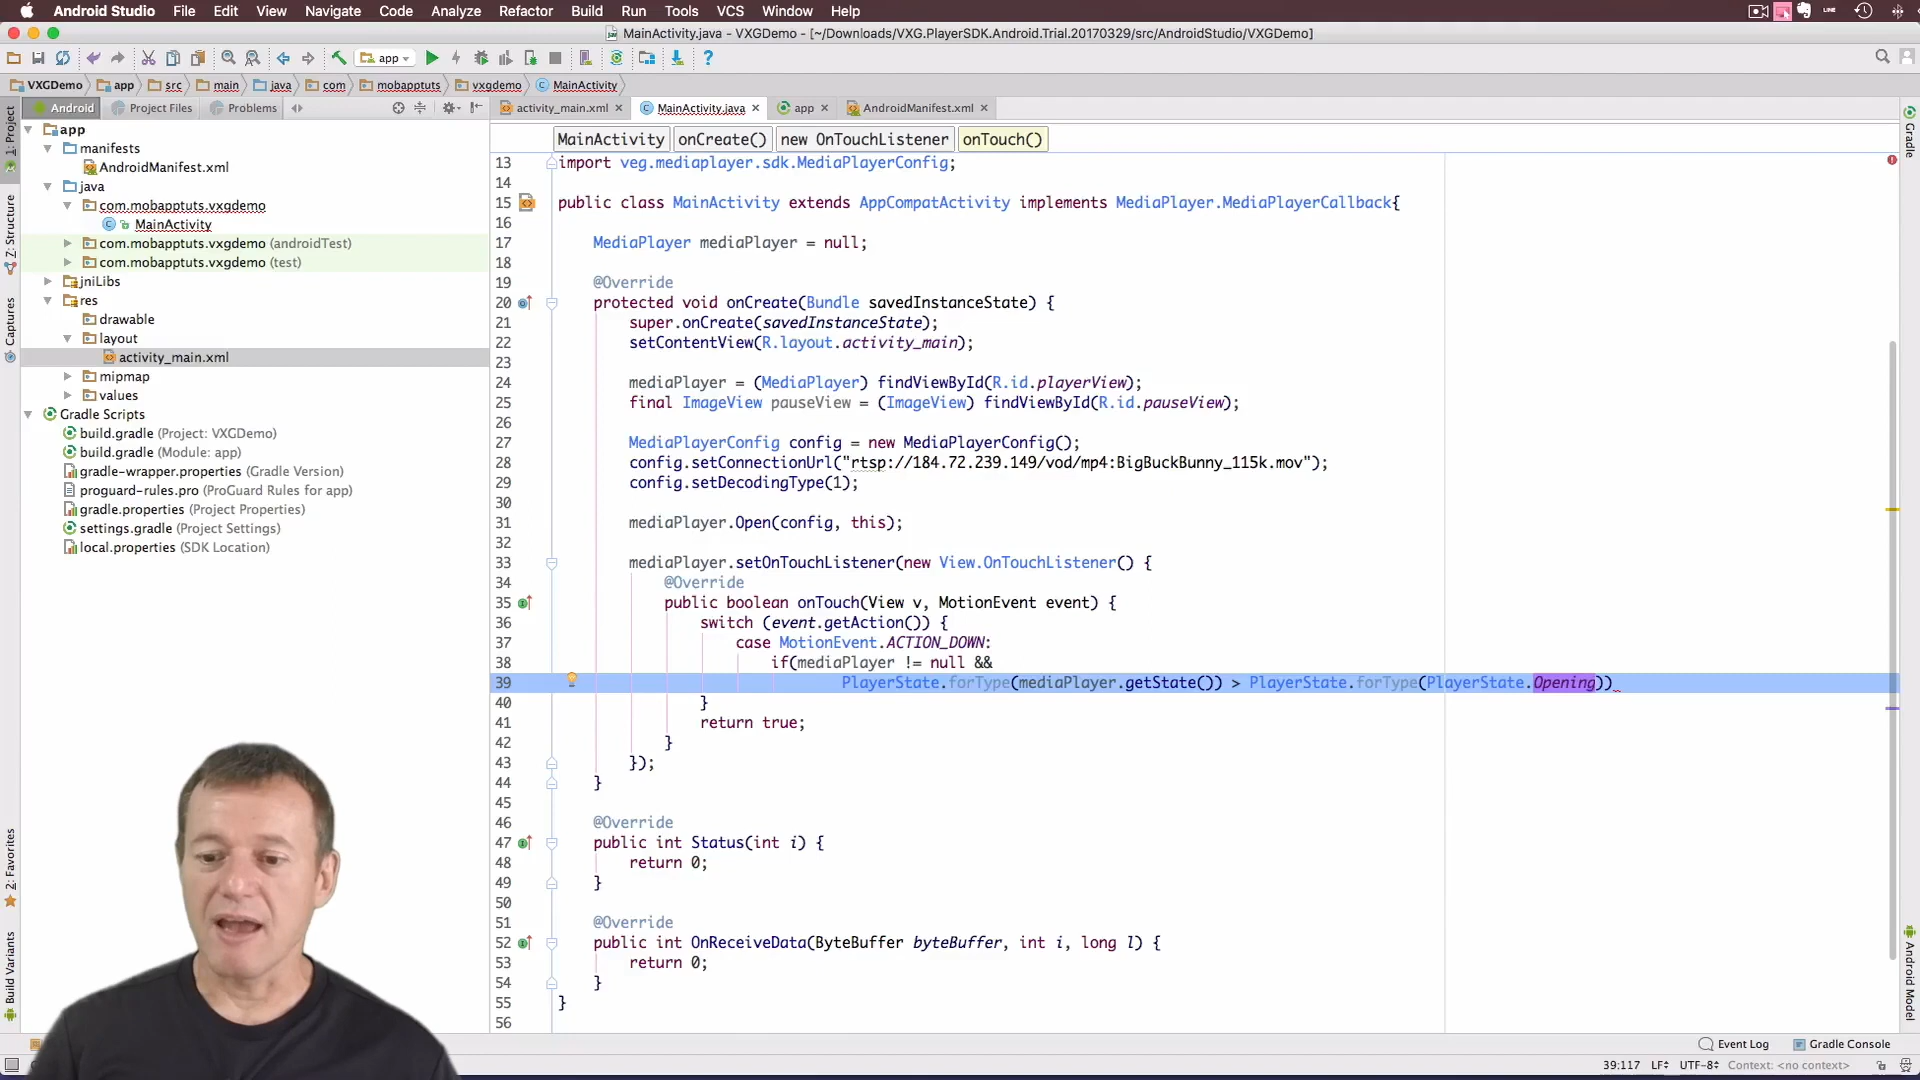 Android Studio File Edit View Navigate Code Analyze Refactor Build Run Tools VCS Window Help
MainActivity.java - VXGDemo - [~/Downloads/VXG.PlayerSDK.Android.Trial.20170329/src/AndroidStudio/VXGDemo]
app
VXGDemo app src main java com mobapptuts vxgdemo MainActivity
Android Project Files Problems
activity_main.xml MainActivity.java app AndroidManifest.xml
MainActivity onCreate() new OnTouchListener onTouch()
1: Project
Z: Structure
Captures
2: Favorites
Build Variants
Gradle
Android Model
app
manifests
AndroidManifest.xml
java
com.mobapptuts.vxgdemo
MainActivity
com.mobapptuts.vxgdemo (androidTest)
com.mobapptuts.vxgdemo (test)
jniLibs
res
drawable
layout
activity_main.xml
mipmap
values
Gradle Scripts
build.gradle (Project: VXGDemo)
build.gradle (Module: app)
gradle-wrapper.properties (Gradle Version)
proguard-rules.pro (ProGuard Rules for app)
gradle.properties (Project Properties)
settings.gradle (Project Settings)
local.properties (SDK Location)
13 import veg.mediaplayer.sdk.MediaPlayerConfig;
14
15 public class MainActivity extends AppCompatActivity implements MediaPlayer.MediaPlayerCallback{
16
17 MediaPlayer mediaPlayer = null;
18
19 @Override
20 protected void onCreate(Bundle savedInstanceState) {
21 super.onCreate(savedInstanceState);
22 setContentView(R.layout.activity_main);
23
24 mediaPlayer = (MediaPlayer) findViewById(R.id.playerView);
25 final ImageView pauseView = (ImageView) findViewById(R.id.pauseView);
26
27 MediaPlayerConfig config = new MediaPlayerConfig();
28 config.setConnectionUrl("rtsp://184.72.239.149/vod/mp4:BigBuckBunny_115k.mov");
29 config.setDecodingType(1);
30
31 mediaPlayer.Open(config, this);
32
33 mediaPlayer.setOnTouchListener(new View.OnTouchListener() {
34 @Override
35 public boolean onTouch(View v, MotionEvent event) {
36 switch (event.getAction()) {
37 case MotionEvent.ACTION_DOWN:
38 if(mediaPlayer != null &&
39 PlayerState.forType(mediaPlayer.getState()) > PlayerState.forType(PlayerState.Opening))
40 }
41 return true;
42 }
43 });
44 }
45
46 @Override
47 public int Status(int i) {
48 return 0;
49 }
50
51 @Override
52 public int OnReceiveData(ByteBuffer byteBuffer, int i, long l) {
53 return 0;
54 }
55 }
56
Event Log Gradle Console
39:117 LF UTF-8 Context: <no context>